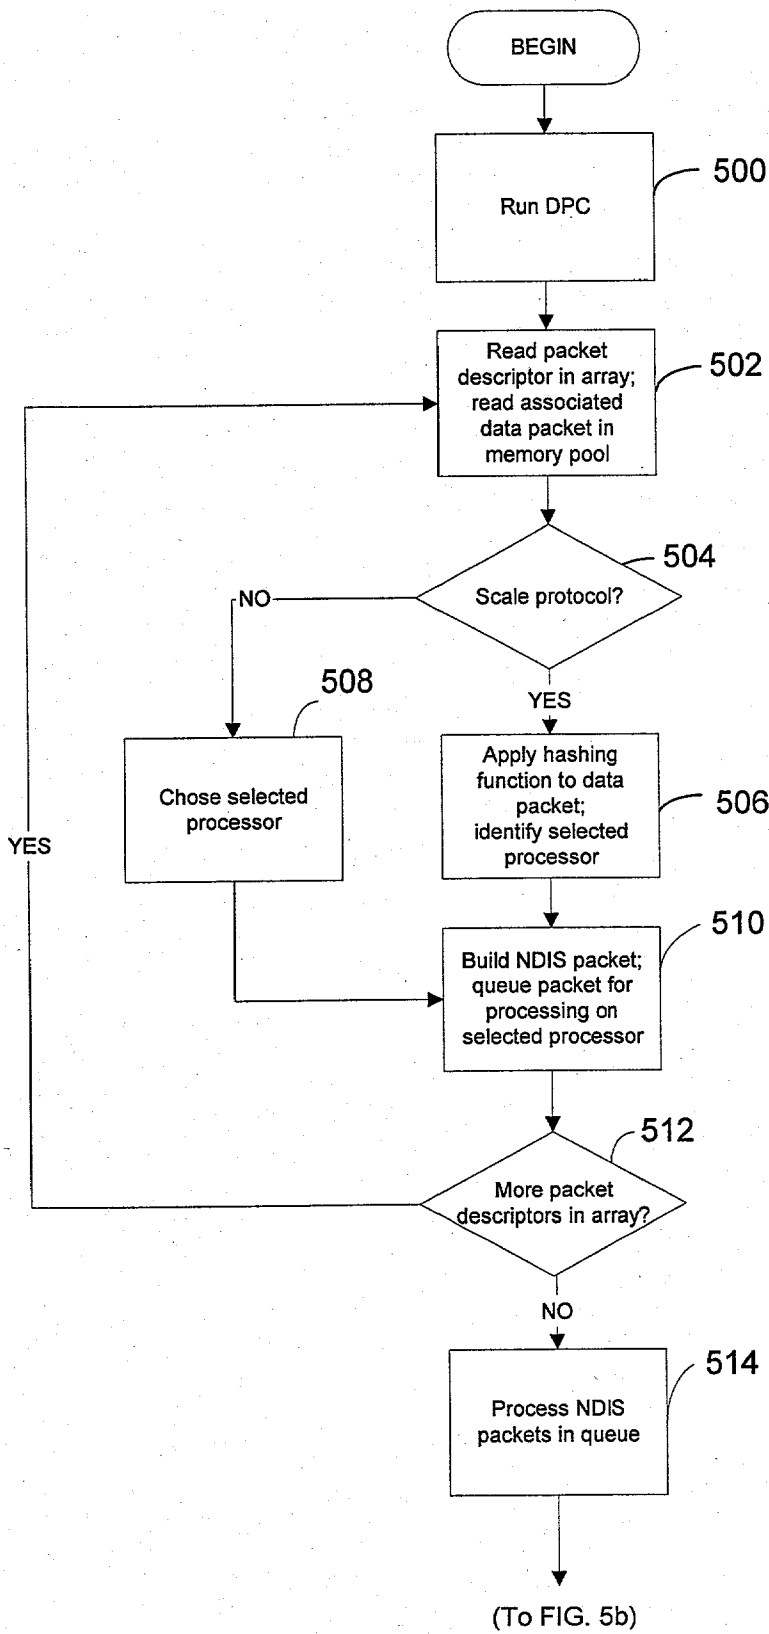 BEGIN
500
Run DPC
502
Read packet
descriptor in array;
read associated
data packet in
memory pool
504
Scale protocol?
NO
YES
508
Chose selected
processor
506
Apply hashing
function to data
packet;
identify selected
processor
YES
510
Build NDIS packet;
queue packet for
processing on
selected processor
512
More packet
descriptors in array?
NO
514
Process NDIS
packets in queue
(To FIG. 5b)